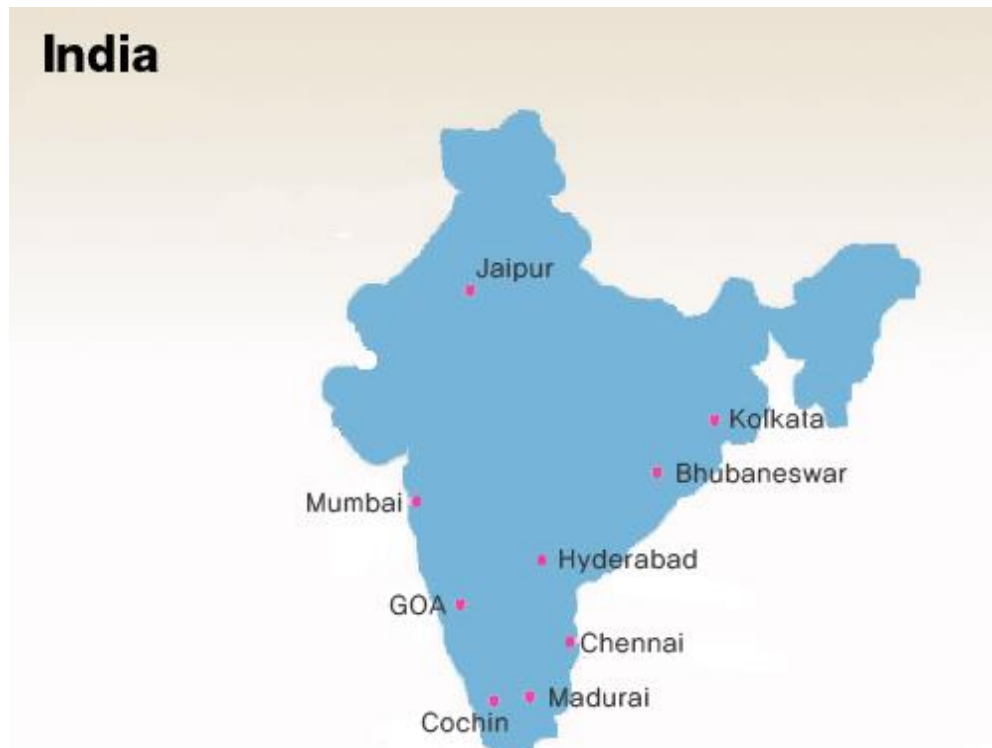 India
Jaipur
Kolkata
Bhubaneswar
Mumbai
Hyderabad
GOA
Chennai
Madurai
Cochin